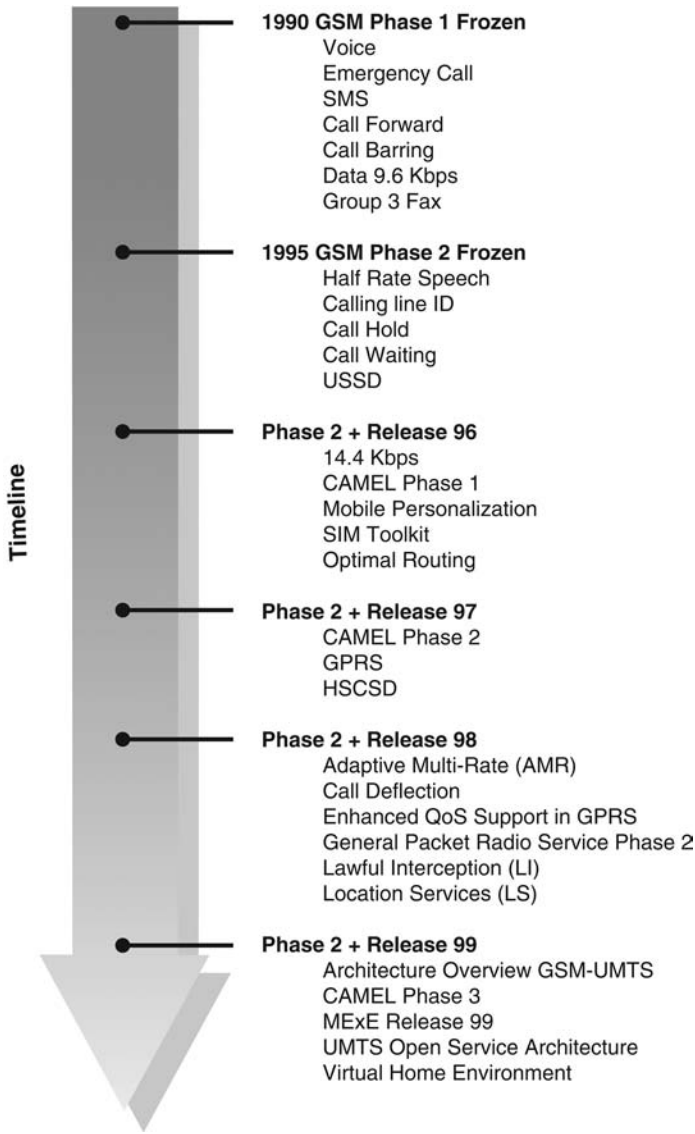 Timeline
1990 GSM Phase 1 Frozen
Voice
Emergency Call
SMS
Call Forward
Call Barring
Data 9.6 Kbps
Group 3 Fax
1995 GSM Phase 2 Frozen
Half Rate Speech
Calling line ID
Call Hold
Call Waiting
USSD
Phase 2 + Release 96
14.4 Kbps
CAMEL Phase 1
Mobile Personalization
SIM Toolkit
Optimal Routing
Phase 2 + Release 97
CAMEL Phase 2
GPRS
HSCSD
Phase 2 + Release 98
Adaptive Multi-Rate (AMR)
Call Deflection
Enhanced QoS Support in GPRS
General Packet Radio Service Phase 2
Lawful Interception (LI)
Location Services (LS)
Phase 2 + Release 99
Architecture Overview GSM-UMTS
CAMEL Phase 3
MExE Release 99
UMTS Open Service Architecture
Virtual Home Environment